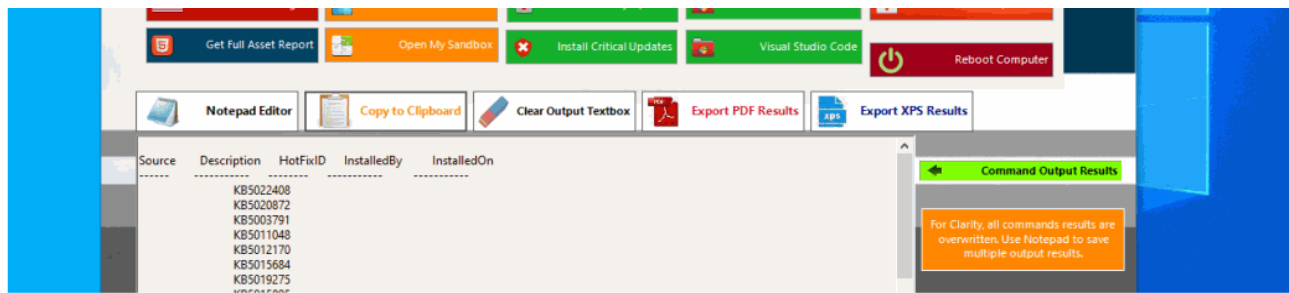 Get Full Asset Report
Open My Sandbox
Install Critical Updates
Visual Studio Code
Reboot Computer
Notepad Editor
Copy to Clipboard
Clear Output Textbox
PDF
Export PDF Results
xps
Export XPS Results
Source Description HotFixID InstalledBy InstalledOn
------ ----------- -------- ----------- -----------
KB5022408
KB5020872
KB5003791
KB5011048
KB5012170
KB5015684
KB5019275
Command Output Results
For Clarity, all commands results are
overwritten. Use Notepad to save
multiple output results.